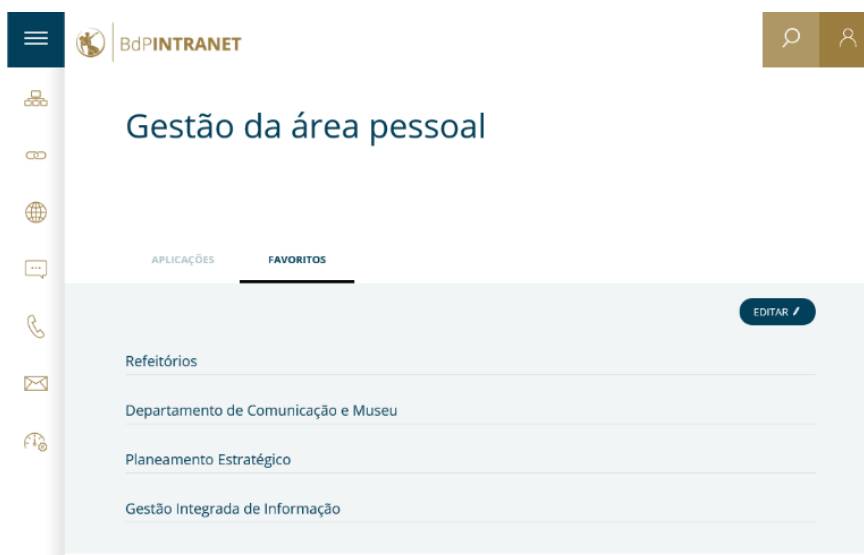 BdPINTRANET
Gestão da área pessoal
APLICAÇÕES FAVORITOS
EDITAR
Refeitórios
Departamento de Comunicação e Museu
Planeamento Estratégico
Gestão Integrada de Informação